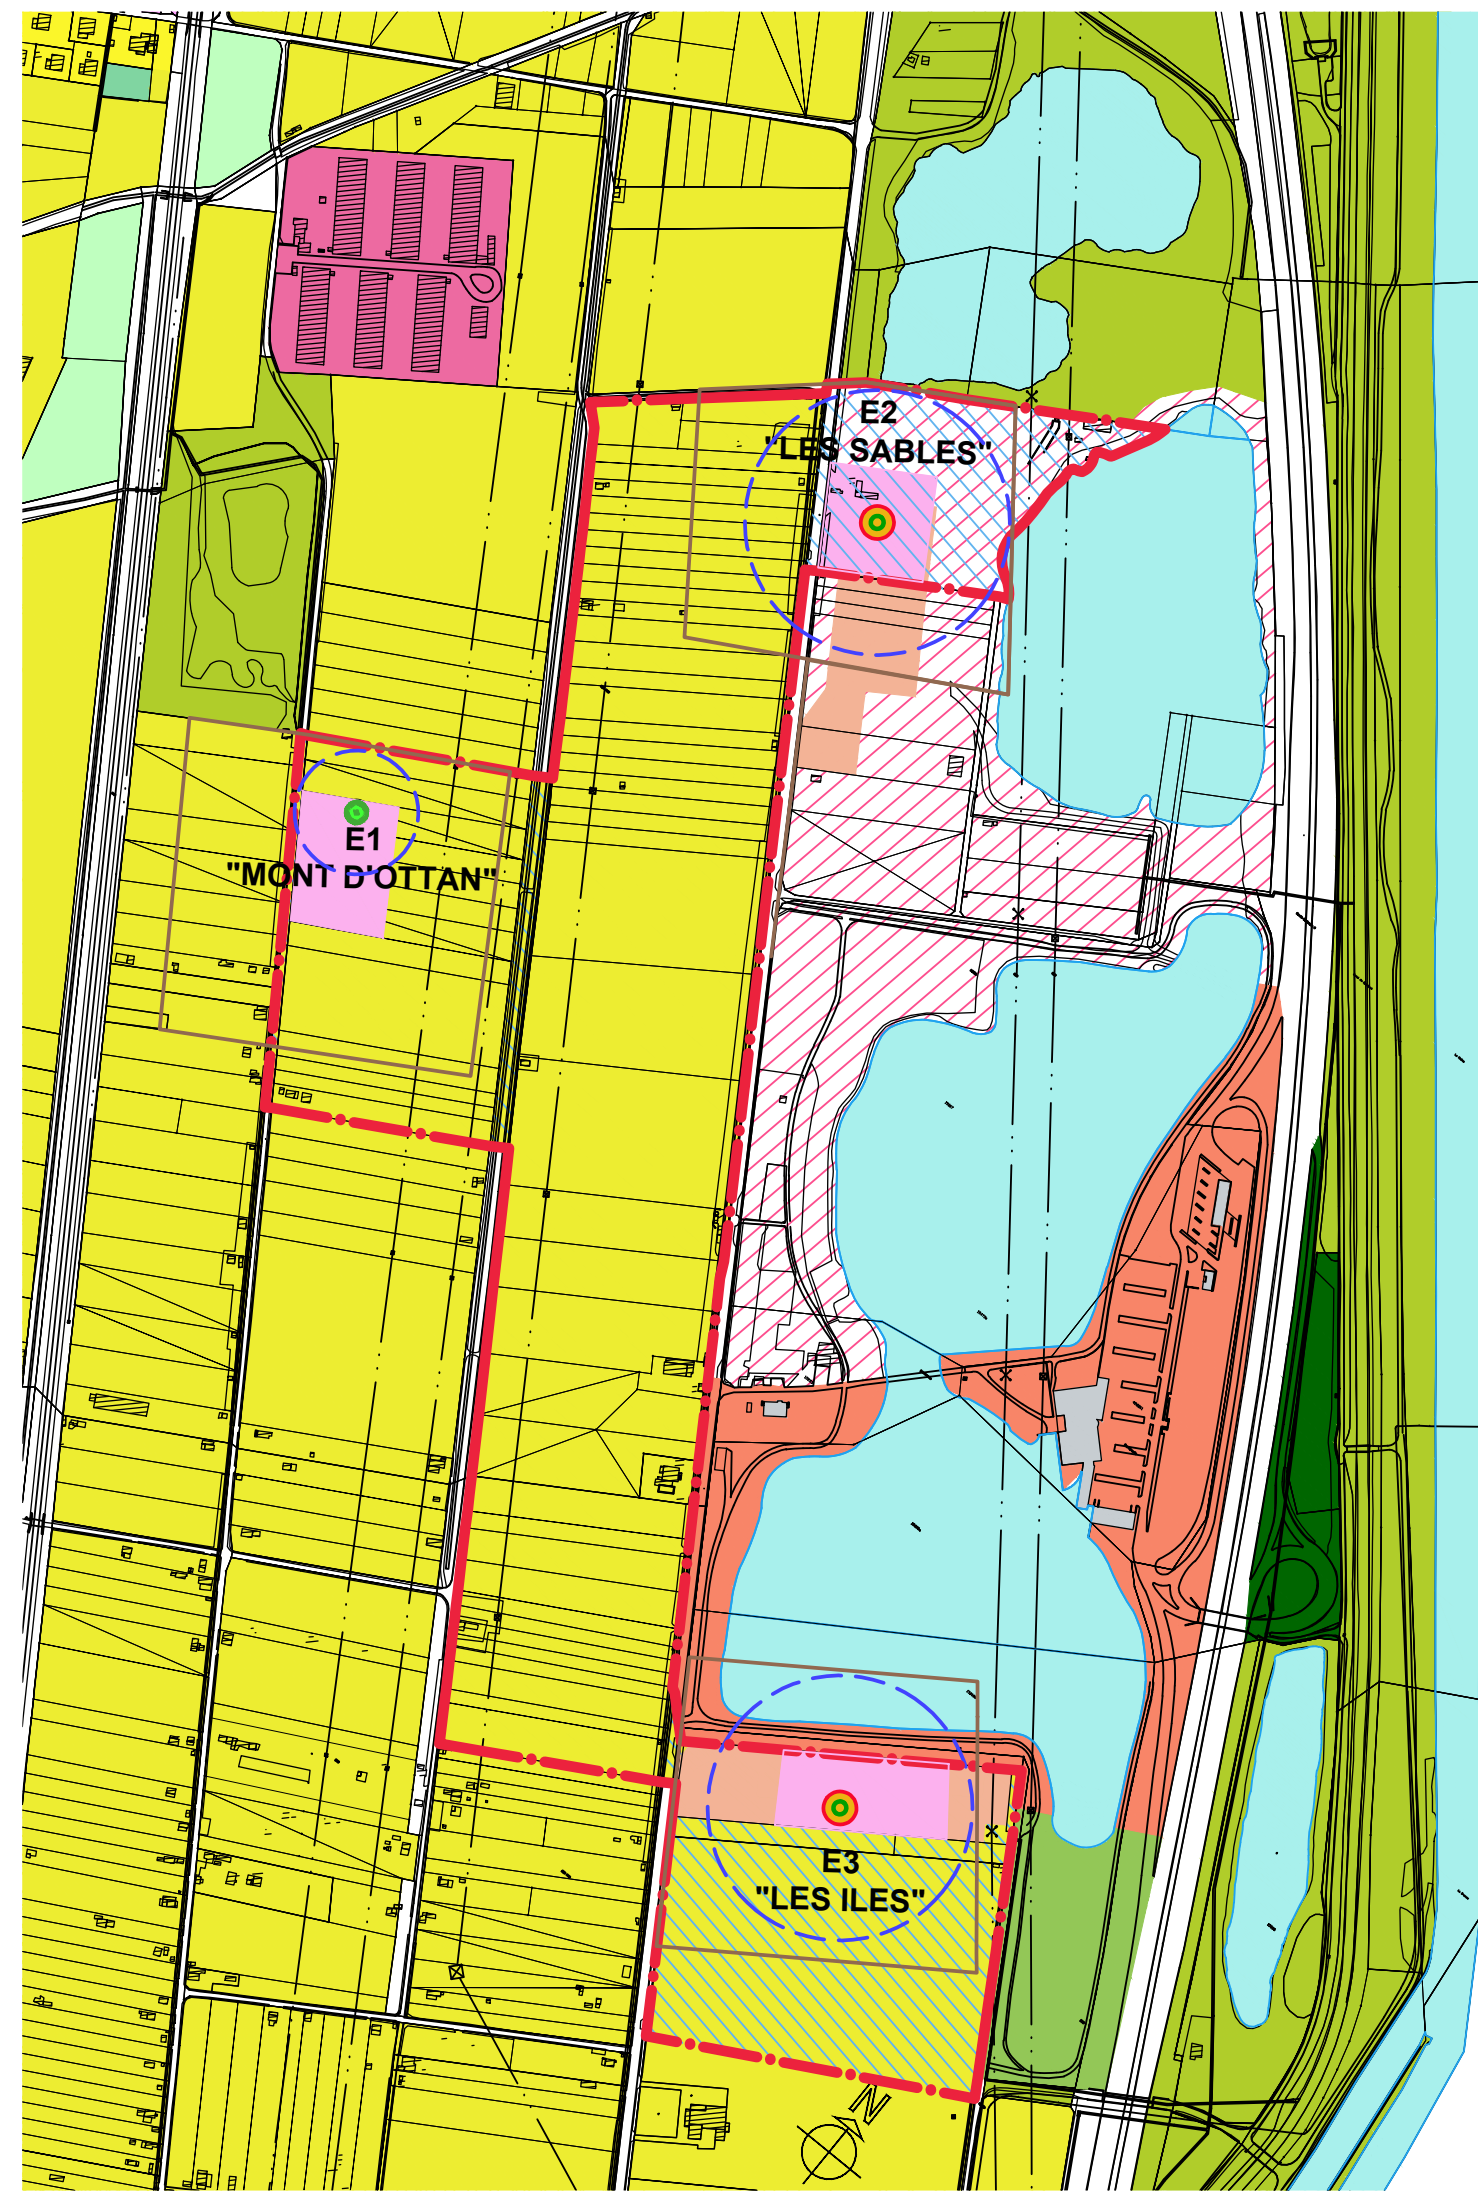 E2
"LES SABLES"
E1
"MONT D'OTTAN"
E3
"LES ILES"
N